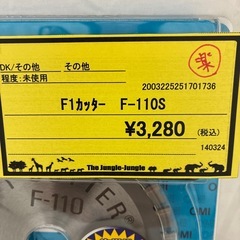 DK/その他 その他
程度:未使用
楽
2003225251701736
F1カッター F-110S
¥3,280 (税込)
140324
The Jungle-Jungle
F-110